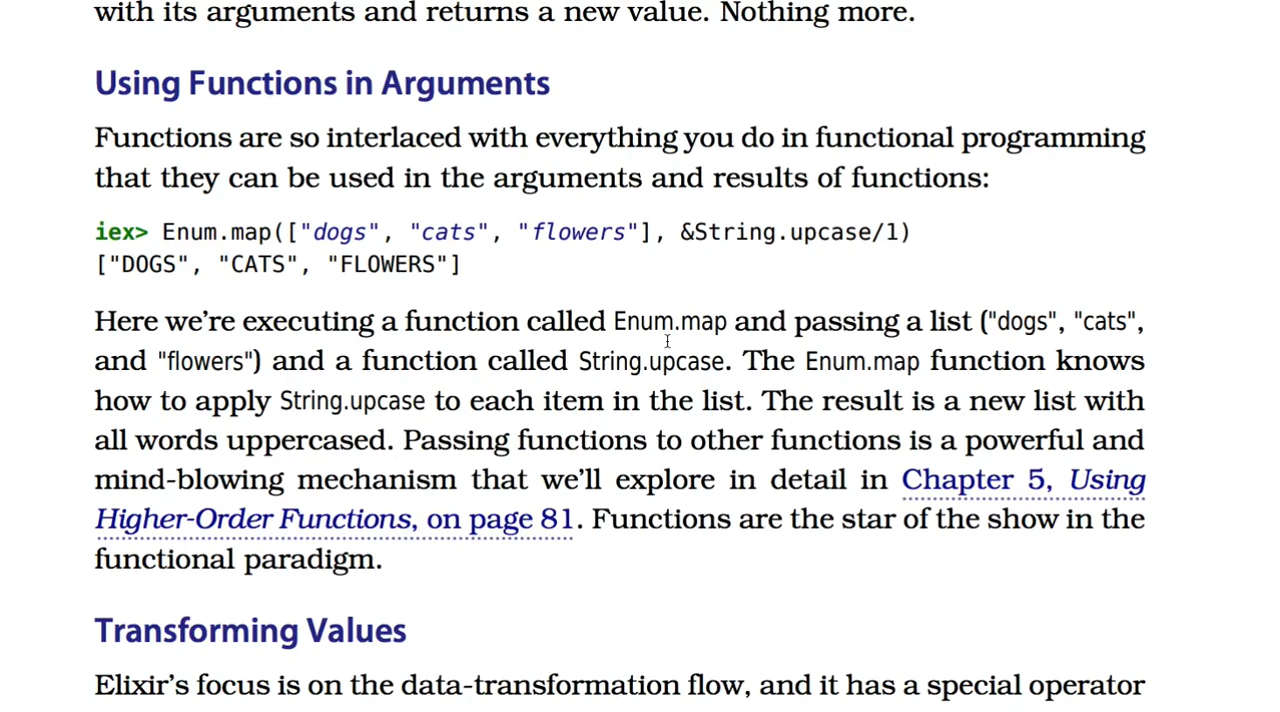 with its arguments and returns a new value. Nothing more.
Using Functions in Arguments
Functions are so interlaced with everything you do in functional programming
that they can be used in the arguments and results of functions:
iex> Enum.map(["dogs", "cats", "flowers"], &String.upcase/1)
["DOGS", "CATS", "FLOWERS"]
Here we're executing a function called Enum.map and passing a list ("dogs", "cats",
and "flowers") and a function called String.upcase. The Enum.map function knows
how to apply String.upcase to each item in the list. The result is a new list with
all words uppercased. Passing functions to other functions is a powerful and
mind-blowing mechanism that we'll explore in detail in Chapter 5, Using
Higher-Order Functions, on page 81. Functions are the star of the show in the
functional paradigm.
Transforming Values
Elixir's focus is on the data-transformation flow, and it has a special operator